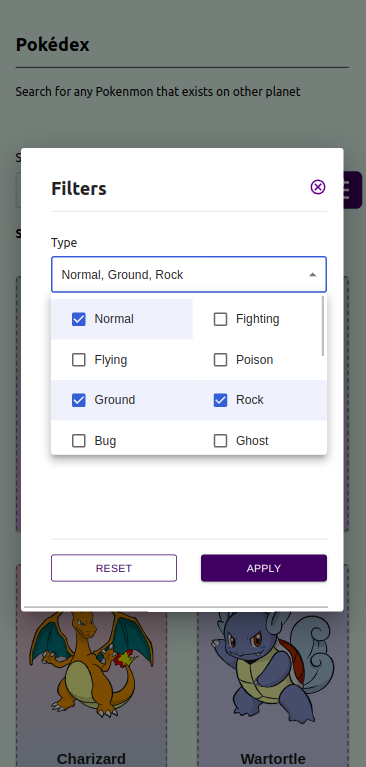 Pokédex
Search for any Pokenmon that exists on other planet
S
Filters
S
Type
Normal, Ground, Rock
Normal
Fighting
Flying
Poison
Ground
Rock
Bug
Ghost
RESET
APPLY
Charizard
Wartortle